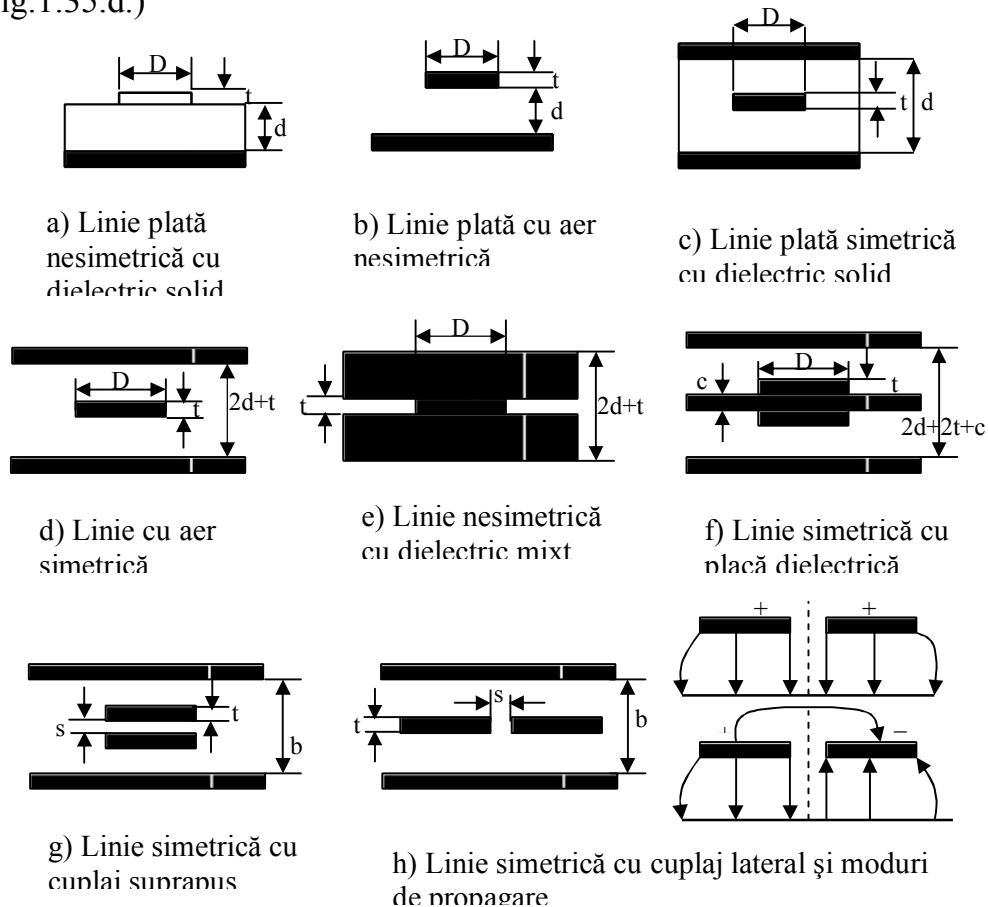 ig.1.35.d.)
D
t
d
D
t
d
D
t
d
a) Linie plată
nesimetrică cu
dielectric solid
b) Linie plată cu aer
nesimetrică
c) Linie plată simetrică
cu dielectric solid
D
t
2d+t
D
t
2d+t
c
D
t
2d+2t+c
d) Linie cu aer
simetrică
e) Linie nesimetrică
cu dielectric mixt
f) Linie simetrică cu
placă dielectrică
s
t
b
t
s
b
+ +
+ −
g) Linie simetrică cu
cuplaj suprapus
h) Linie simetrică cu cuplaj lateral şi moduri
de propagare